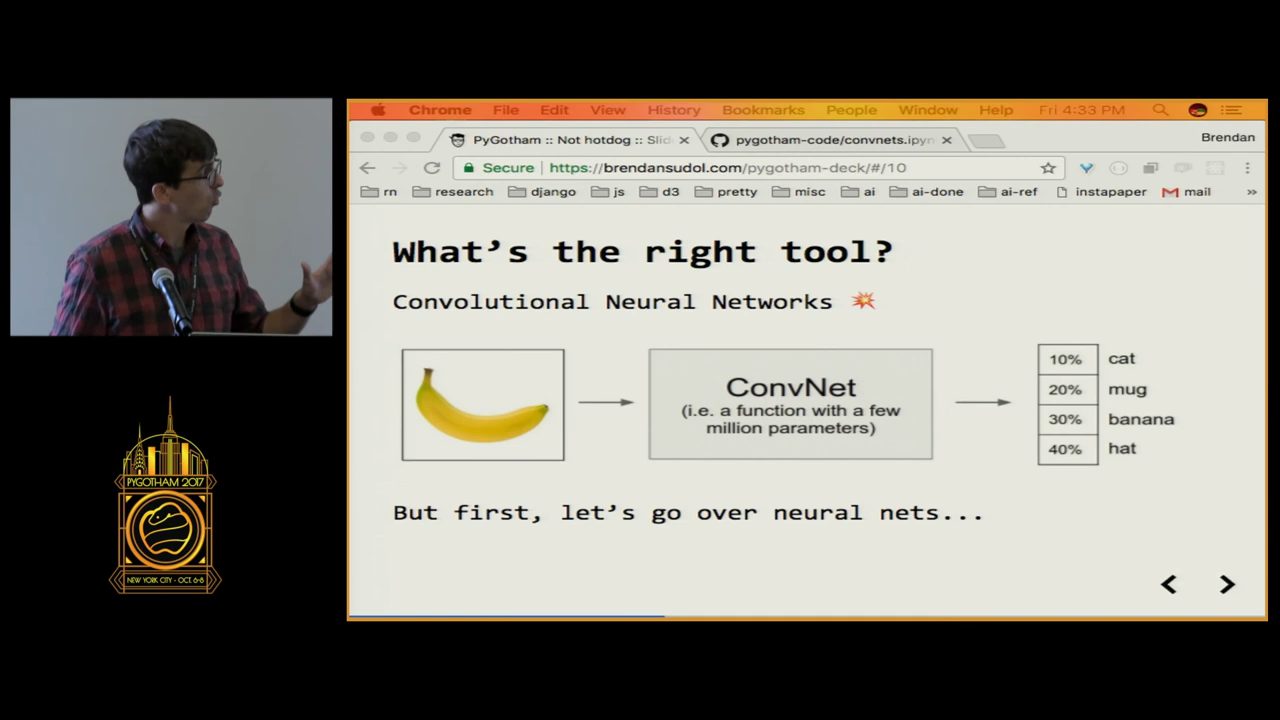 Chrome File Edit View History Bookmarks People Window Help Fri 4:33 PM
PyGotham :: Not hotdog :: Slid
pygotham-code/convnets.ipyn
Brendan
Secure https://brendansudol.com/pygotham-deck/#/10
rn research django js d3 pretty misc ai ai-done ai-ref instapaper mail
What's the right tool?
Convolutional Neural Networks 💥
ConvNet
(i.e. a function with a few
million parameters)
10% cat
20% mug
30% banana
40% hat
But first, let's go over neural nets...
PYGOTHAM 2017
NEW YORK CITY - OCT. 6-8